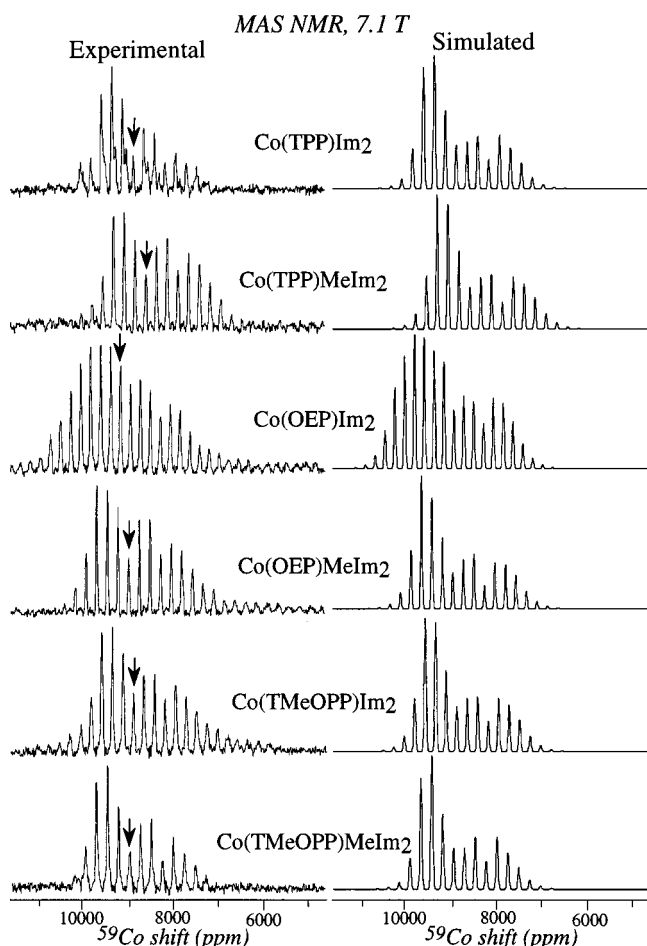 MAS NMR, 7.1 T
Experimental
Simulated
Co(TPP)Im2
Co(TPP)MeIm2
Co(OEP)Im2
Co(OEP)MeIm2
Co(TMeOPP)Im2
Co(TMeOPP)MeIm2
10000 8000 6000
10000 8000 6000
59Co shift (ppm)
59Co shift (ppm)